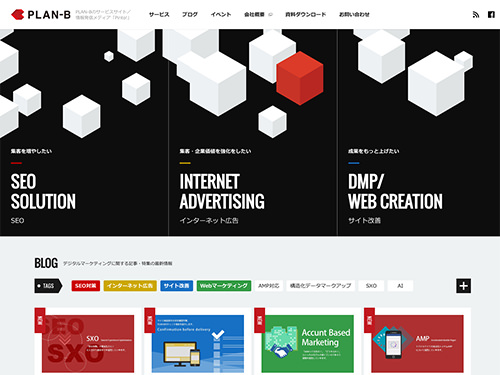 PLAN-B
PLAN-Bのサービスサイト／
情報発信メディア「Pinto!」
サービス
ブログ
イベント
会社概要
資料ダウンロード
お問い合わせ
集客を増やしたい
SEO
SOLUTION
SEO
集客・企業価値を強化をしたい
INTERNET
ADVERTISING
インターネット広告
成果をもっと上げたい
DMP/
WEB CREATION
サイト改善
BLOG
デジタルマーケティングに関する記事・特集の最新情報
TAGS
SEO対策
インターネット広告
サイト改善
Webマーケティング
AMP対応
構造化データマークアップ
SXO
AI
SEO
SXO
SXO
Confirmation before delivery
Accunt Based
Marketing
AMP